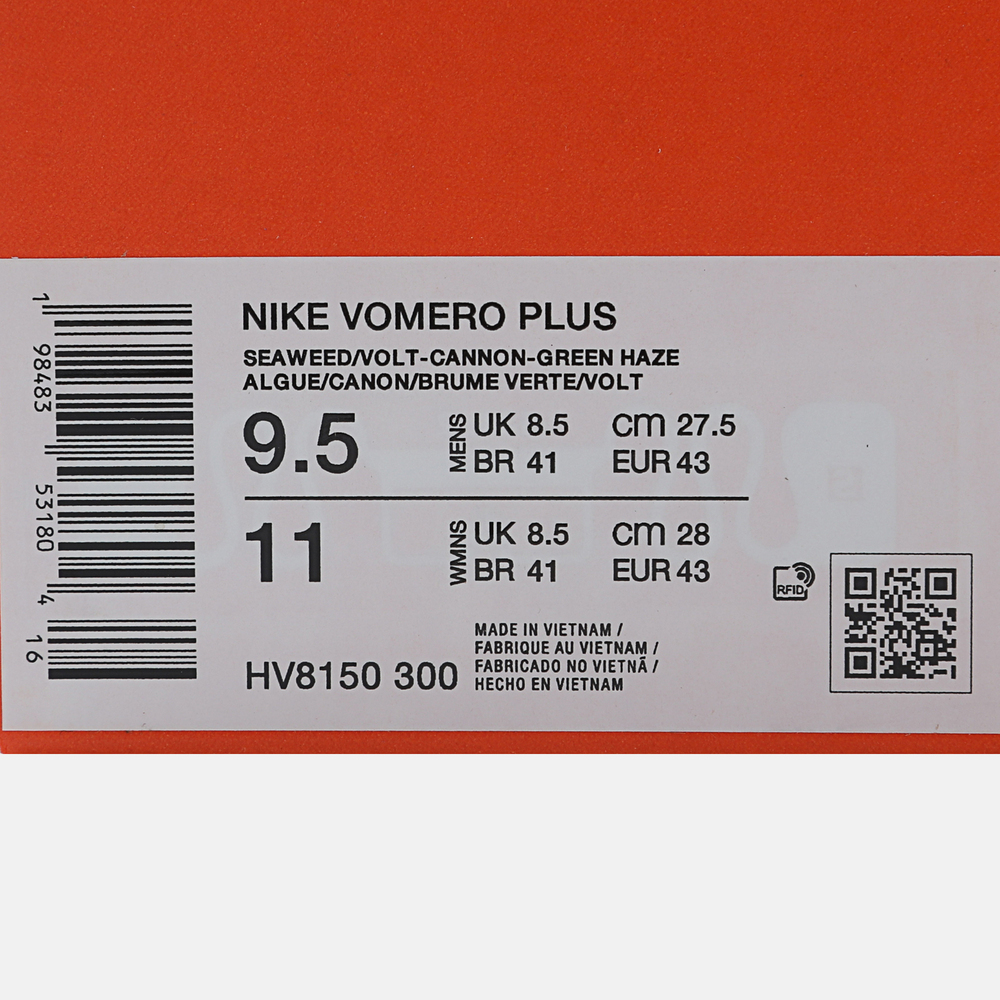 NIKE VOMERO PLUS
SEAWEED/VOLT-CANNON-GREEN HAZE
ALGUE/CANON/BRUME VERTE/VOLT
9.5 MENS UK 8.5 CM 27.5
BR 41 EUR 43
11 WMNS UK 8.5 CM 28
BR 41 EUR 43
RFID
HV8150 300
MADE IN VIETNAM /
FABRIQUE AU VIETNAM /
FABRICADO NO VIETNÃ /
HECHO EN VIETNAM
1 98483 53180 4 16